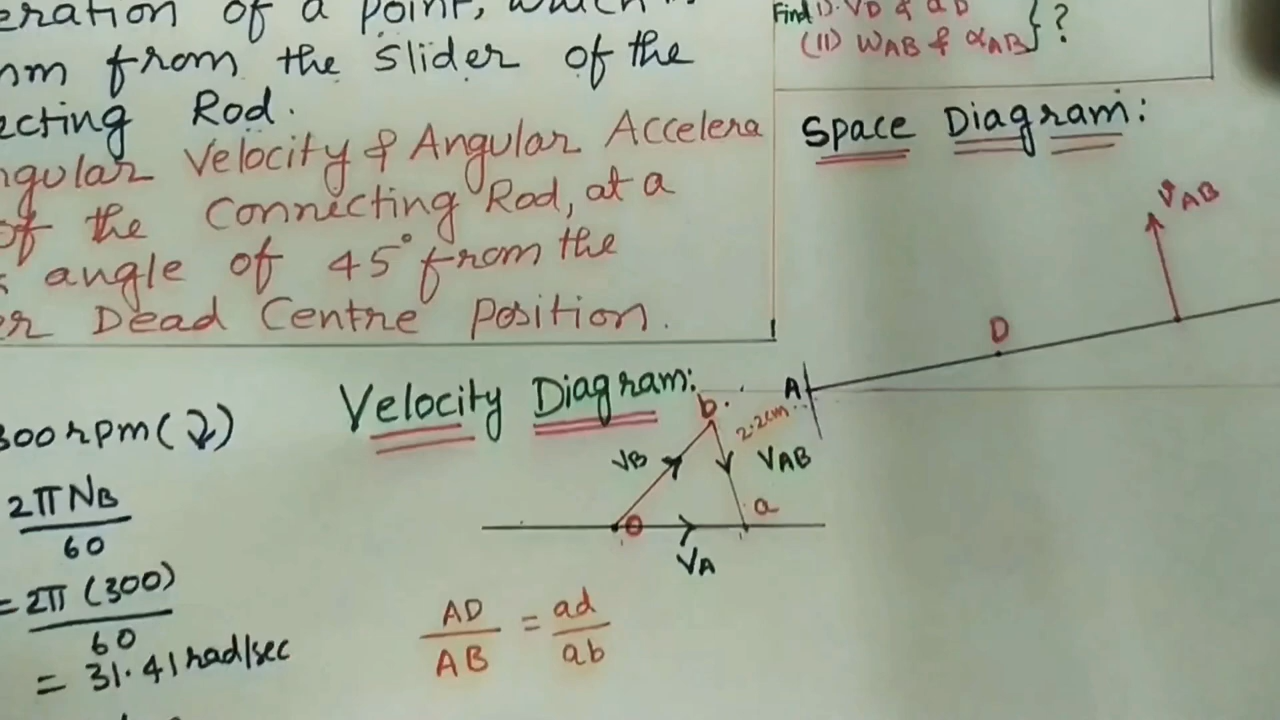 eration of a point, which
mm from the slider of the
ecting Rod.
ngular Velocity & Angular Accelera
of the Connecting Rod, at a
angle of 45° from the
er Dead Centre Position.
Find i). VD & aD
(II) WAB & αAB } ?
Space Diagram:
VAB
D
A
Velocity Diagram:
b
2.2cm
VB
VAB
a
O
VA
300 rpm (↓)
2πNB
60
= 2π (300)
60
= 31.41 rad/sec
AD = ad
AB ab